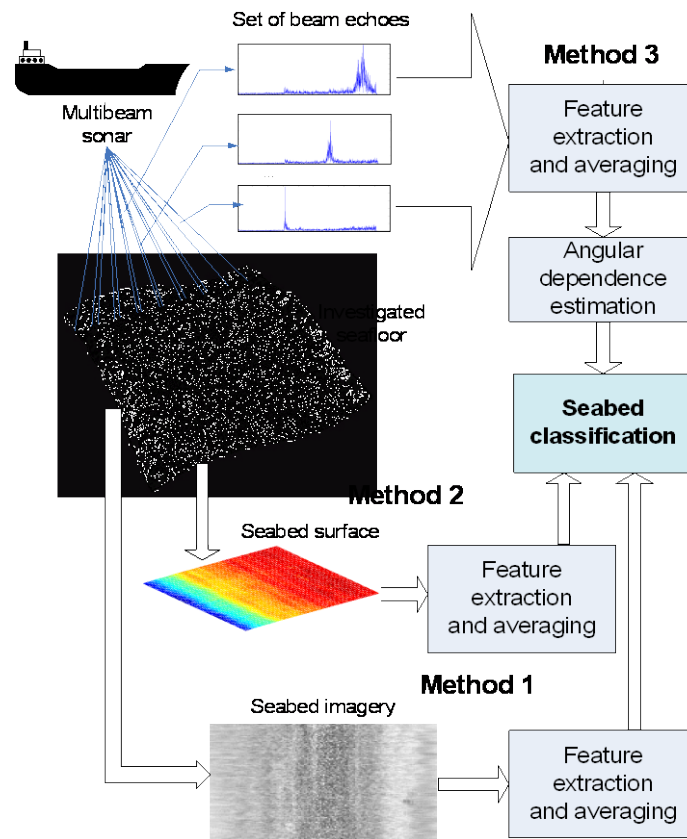 Set of beam echoes
Method 3
Multibeam
sonar
Feature
extraction
and averaging
...
Angular
dependence
estimation
Investigated
seafloor
Seabed
classification
Method 2
Seabed surface
Feature
extraction
and averaging
Method 1
Seabed imagery
Feature
extraction
and averaging